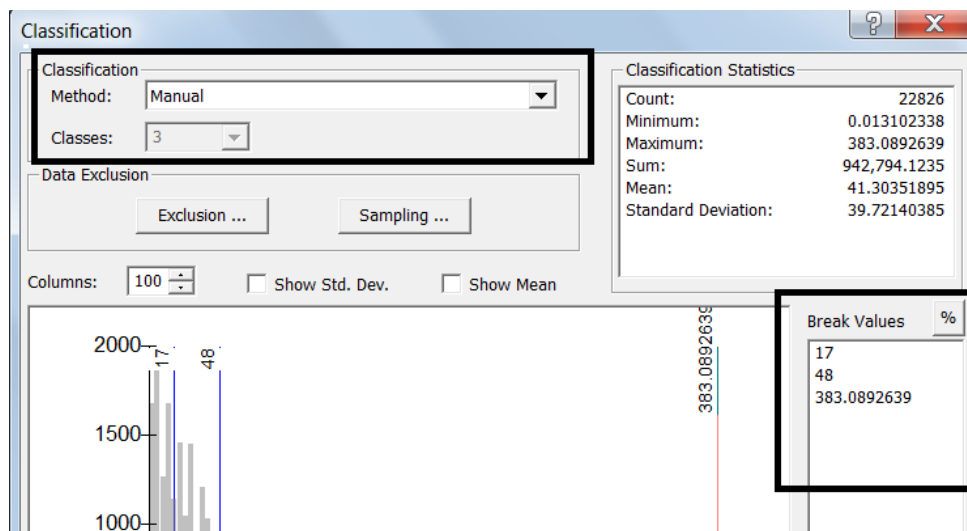 Classification
?
X
Classification
Method: Manual
Classes: 3
Classification Statistics
Count: 22826
Minimum: 0.013102338
Maximum: 383.0892639
Sum: 942,794.1235
Mean: 41.30351895
Standard Deviation: 39.72140385
Data Exclusion
Exclusion ... Sampling ...
Columns: 100 Show Std. Dev. Show Mean
Break Values %
17
48
383.0892639
2000
17
48
383.0892639
1500
1000